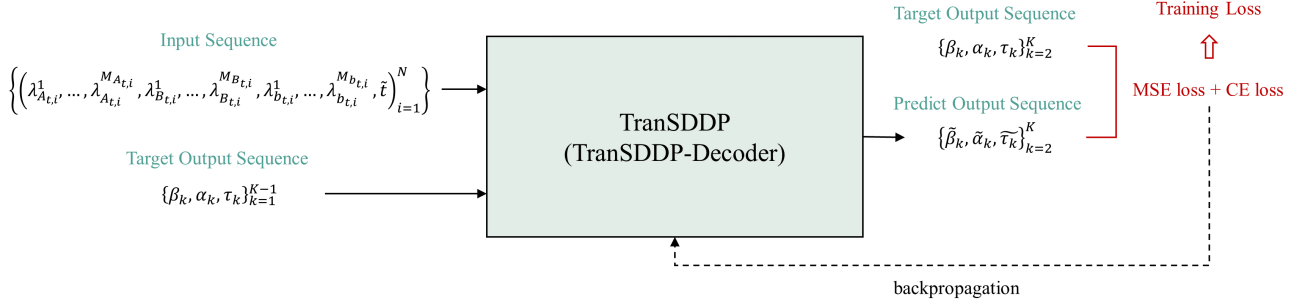 Input Sequence
{(λ^1_{A_{t,i}}, …, λ^{M_{A_{t,i}}}_{A_{t,i}}, λ^1_{B_{t,i}}, …, λ^{M_{B_{t,i}}}_{B_{t,i}}, λ^1_{b_{t,i}}, …, λ^{M_{b_{t,i}}}_{b_{t,i}}, t̃)^N_{i=1}}
Target Output Sequence
{β_k, α_k, τ_k}^{K−1}_{k=1}
TranSDDP
(TranSDDP-Decoder)
Target Output Sequence
{β_k, α_k, τ_k}^K_{k=2}
Predict Output Sequence
{β̃_k, α̃_k, τ̃_k}^K_{k=2}
Training Loss
MSE loss + CE loss
backpropagation